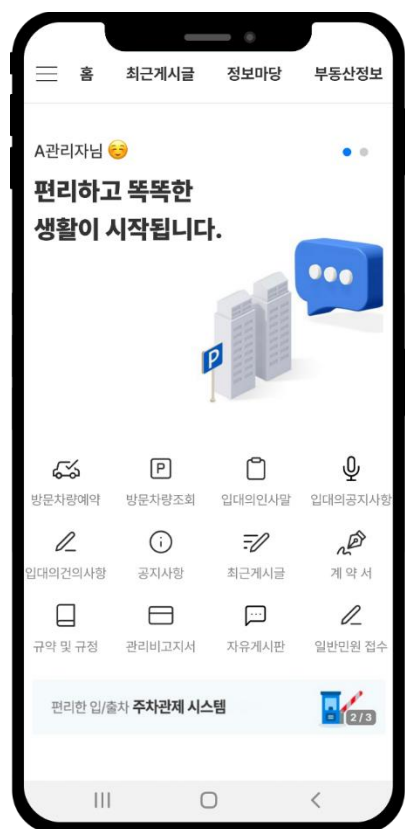 홈 최근게시글 정보마당 부동산정보
A관리자님
편리하고 똑똑한
생활이 시작됩니다.
P
P
방문차량예약 방문차량조회 입대의인사말 입대의공지사항
입대의건의사항 공지사항 최근게시글 계 약 서
규약 및 규정 관리비고지서 자유게시판 일반민원 접수
편리한 입/출차 주차관제 시스템 2/3